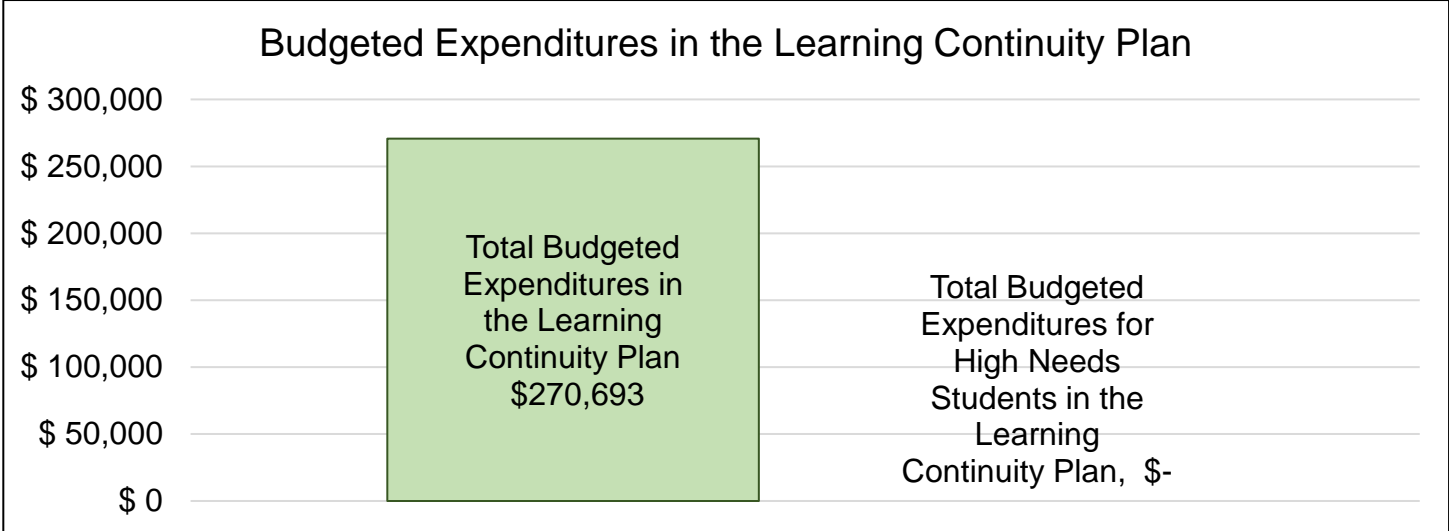 Budgeted Expenditures in the Learning Continuity Plan
$ 300,000
$ 250,000
$ 200,000
$ 150,000
$ 100,000
$ 50,000
$ 0
Total Budgeted
Expenditures in
the Learning
Continuity Plan
$270,693
Total Budgeted
Expenditures for
High Needs
Students in the
Learning
Continuity Plan, $-